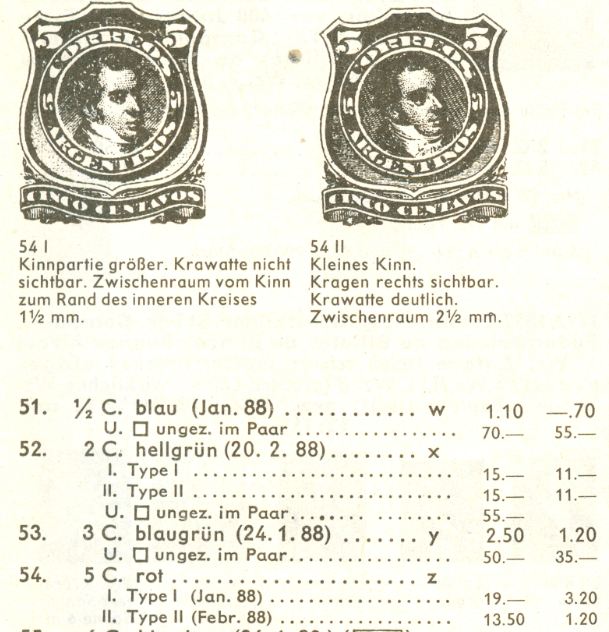 5 CORREOS 5
5 5
ARGENTINOS
CINCO CENTAVOS
5 CORREOS 5
5 5
ARGENTINOS
CINCO CENTAVOS
54 I
Kinnpartie größer. Krawatte nicht
sichtbar. Zwischenraum vom Kinn
zum Rand des inneren Kreises
1½ mm.
54 II
Kleines Kinn.
Kragen rechts sichtbar.
Krawatte deutlich.
Zwischenraum 2½ mm.
51. ½ C. blau (Jan. 88) ............ w 1.10 —.70
U. □ ungez. im Paar ................ 70.— 55.—
52. 2 C. hellgrün (20. 2. 88) ........ x
I. Type I .......................... 15.— 11.—
II. Type II ........................ 15.— 11.—
U. □ ungez. im Paar ................ 55.—
53. 3 C. blaugrün (24. 1. 88) ....... y 2.50 1.20
U. □ ungez. im Paar ................ 50.— 35.—
54. 5 C. rot ........................ z
I. Type I (Jan. 88) ................ 19.— 3.20
II. Type II (Febr. 88) ............. 13.50 1.20